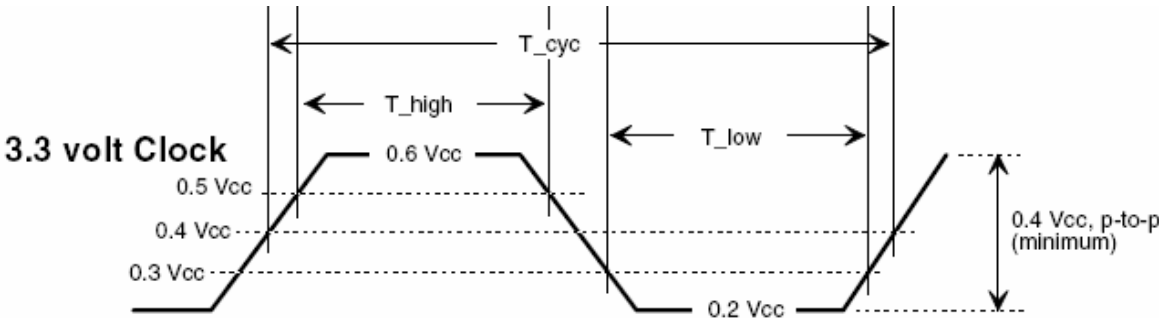 T_cyc
T_high
T_low
3.3 volt Clock
0.6 Vcc
0.5 Vcc
0.4 Vcc
0.3 Vcc
0.2 Vcc
0.4 Vcc, p-to-p
(minimum)